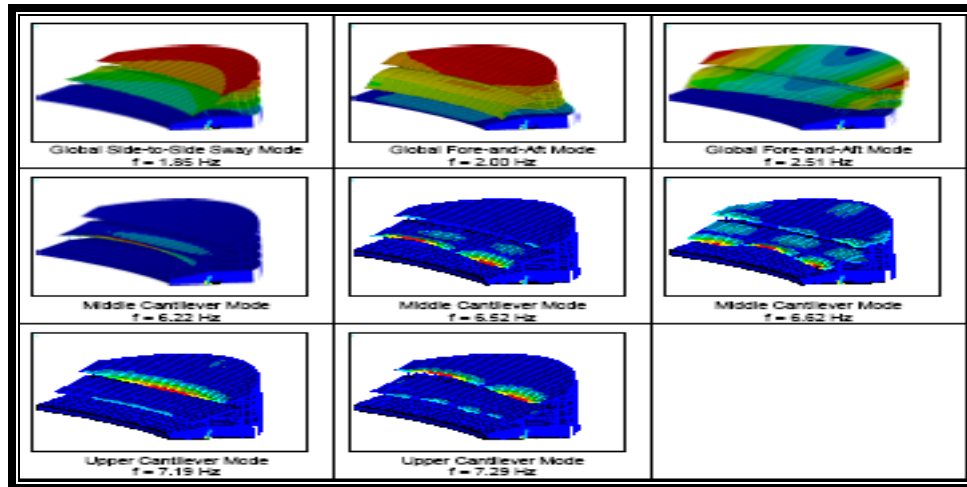 Global Side-to-Side Sway Mode
f = 1.85 Hz
Global Fore-and-Aft Mode
f = 2.00 Hz
Global Fore-and-Aft Mode
f = 2.51 Hz
Middle Cantilever Mode
f = 6.22 Hz
Middle Cantilever Mode
f = 6.52 Hz
Middle Cantilever Mode
f = 6.62 Hz
Upper Cantilever Mode
f = 7.19 Hz
Upper Cantilever Mode
f = 7.29 Hz